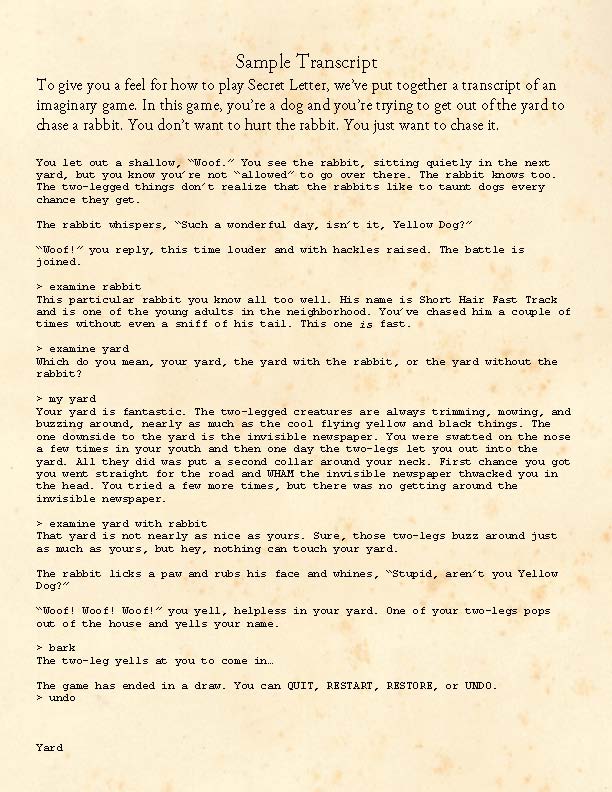 Sample Transcript
To give you a feel for how to play Secret Letter, we've put together a transcript of an
imaginary game. In this game, you're a dog and you're trying to get out of the yard to
chase a rabbit. You don't want to hurt the rabbit. You just want to chase it.
You let out a shallow, "Woof." You see the rabbit, sitting quietly in the next
yard, but you know you're not "allowed" to go over there. The rabbit knows too.
The two-legged things don't realize that the rabbits like to taunt dogs every
chance they get.
The rabbit whispers, "Such a wonderful day, isn't it, Yellow Dog?"
"Woof!" you reply, this time louder and with hackles raised. The battle is
joined.
> examine rabbit
This particular rabbit you know all too well. His name is Short Hair Fast Track
and is one of the young adults in the neighborhood. You've chased him a couple of
times without even a sniff of his tail. This one is fast.
> examine yard
Which do you mean, your yard, the yard with the rabbit, or the yard without the
rabbit?
> my yard
Your yard is fantastic. The two-legged creatures are always trimming, mowing, and
buzzing around, nearly as much as the cool flying yellow and black things. The
one downside to the yard is the invisible newspaper. You were swatted on the nose
a few times in your youth and then one day the two-legs let you out into the
yard. All they did was put a second collar around your neck. First chance you got
you went straight for the road and WHAM the invisible newspaper thwacked you in
the head. You tried a few more times, but there was no getting around the
invisible newspaper.
> examine yard with rabbit
That yard is not nearly as nice as yours. Sure, those two-legs buzz around just
as much as yours, but hey, nothing can touch your yard.
The rabbit licks a paw and rubs his face and whines, "Stupid, aren't you Yellow
Dog?"
"Woof! Woof! Woof!" you yell, helpless in your yard. One of your two-legs pops
out of the house and yells your name.
> bark
The two-leg yells at you to come in…
The game has ended in a draw. You can QUIT, RESTART, RESTORE, or UNDO.
> undo
Yard